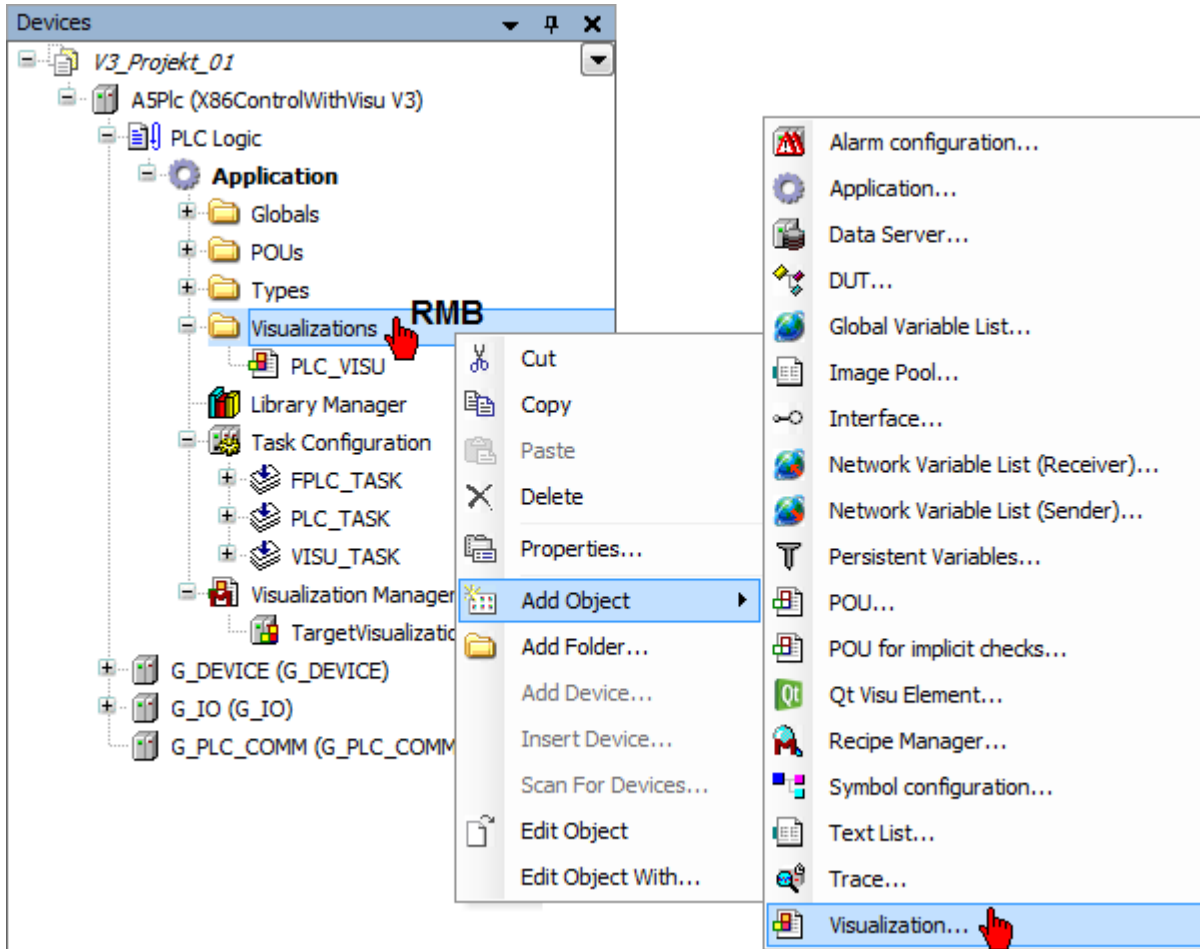 Devices
V3_Projekt_01
A5Plc (X86ControlWithVisu V3)
PLC Logic
Application
Globals
POUs
Types
Visualizations
RMB
PLC_VISU
Library Manager
Task Configuration
FPLC_TASK
PLC_TASK
VISU_TASK
Visualization Manager
TargetVisualizatio
G_DEVICE (G_DEVICE)
G_IO (G_IO)
G_PLC_COMM (G_PLC_COMM
Cut
Copy
Paste
Delete
Properties...
Add Object
Add Folder...
Add Device...
Insert Device...
Scan For Devices...
Edit Object
Edit Object With...
Alarm configuration...
Application...
Data Server...
DUT...
Global Variable List...
Image Pool...
Interface...
Network Variable List (Receiver)...
Network Variable List (Sender)...
Persistent Variables...
POU...
POU for implicit checks...
Qt
Qt Visu Element...
Recipe Manager...
Symbol configuration...
Text List...
Trace...
Visualization...